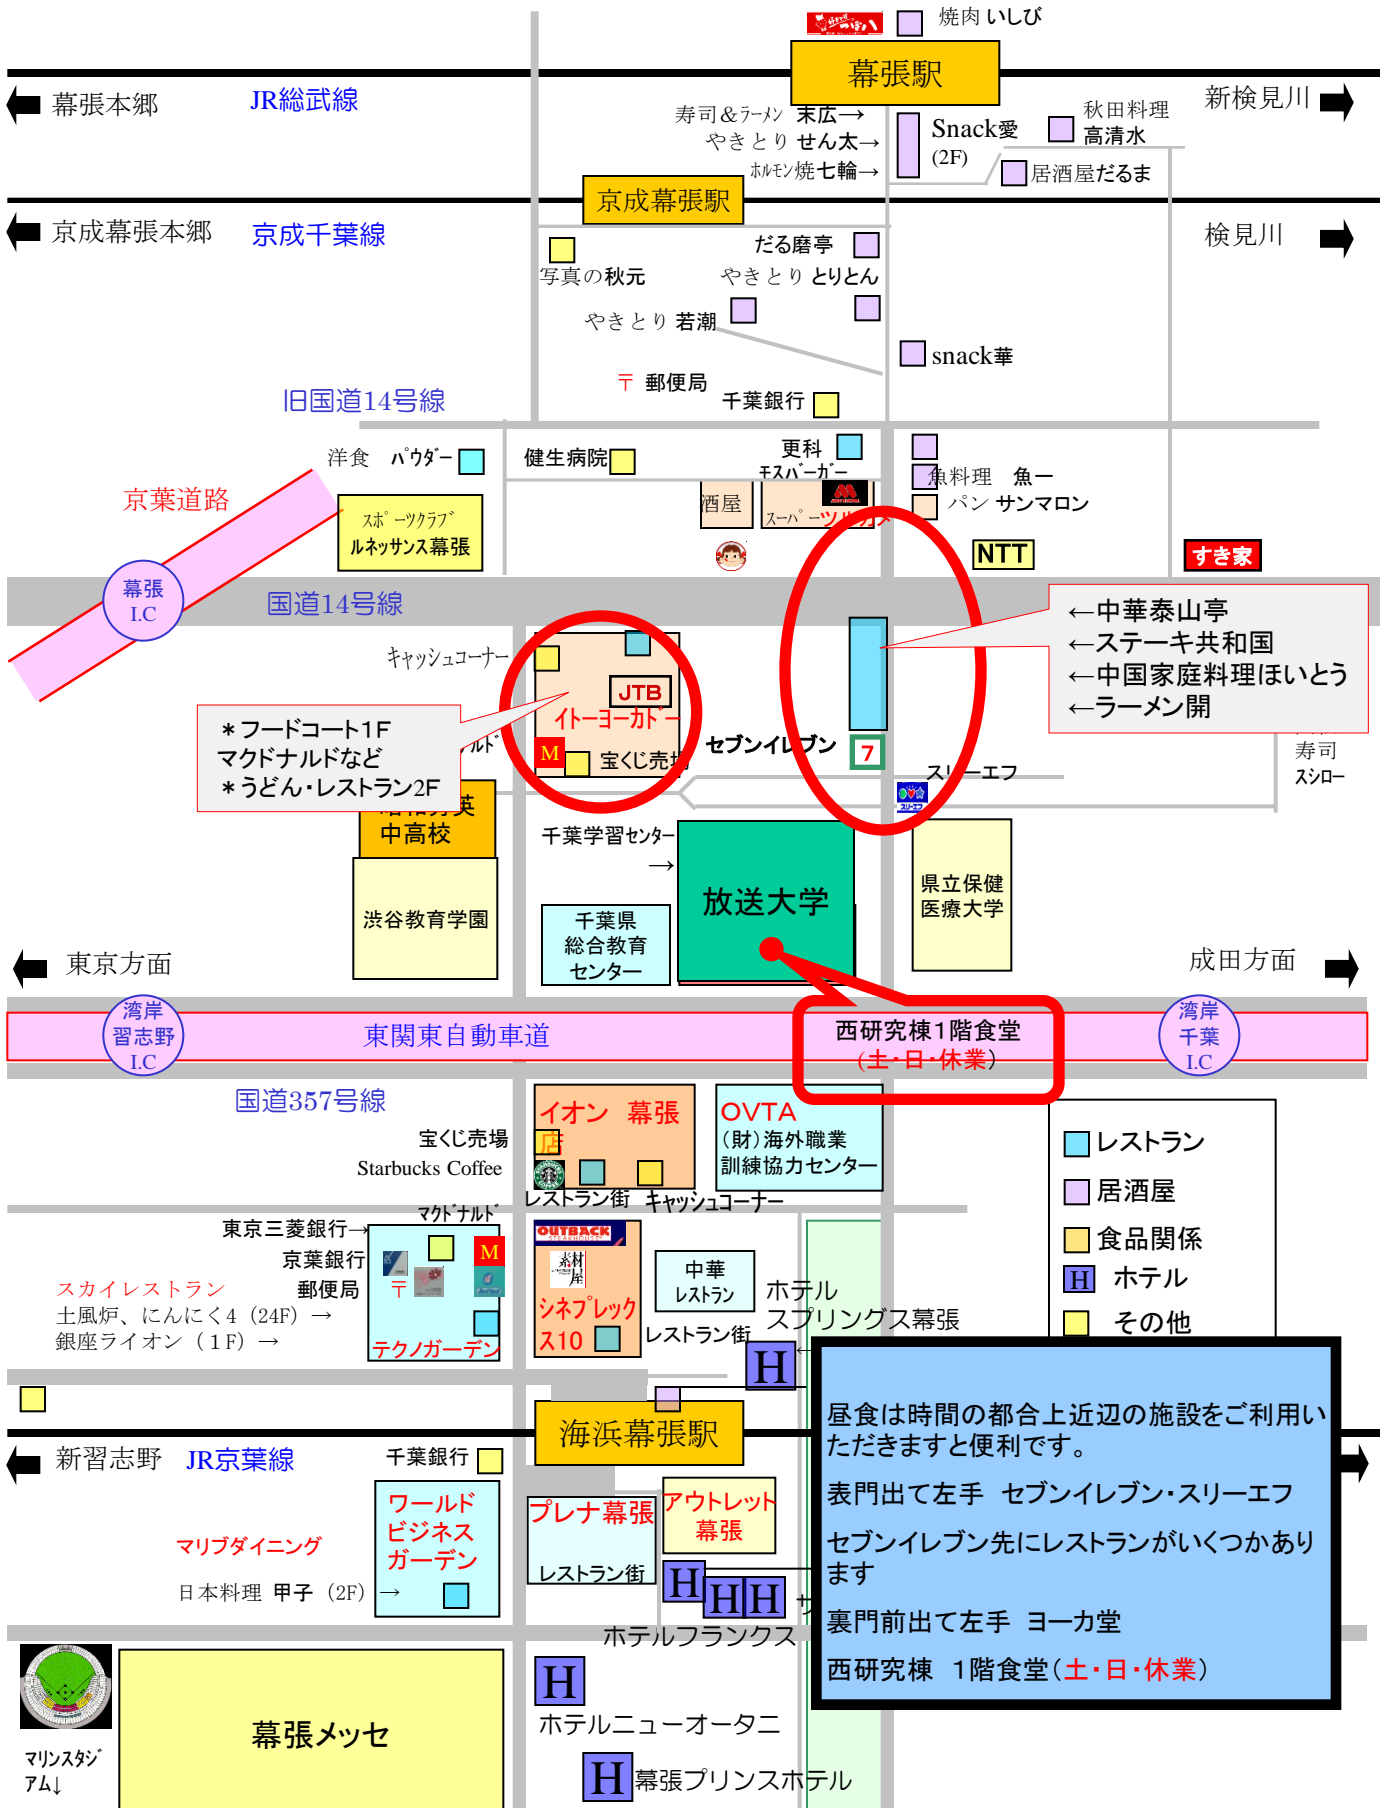 焼肉 いしび
幕張駅
幕張本郷
JR総武線
新検見川
寿司＆ラーメン 末広→
やきとり せん太→
ホルモン焼七輪→
Snack愛
(2F)
秋田料理
高清水
居酒屋だるま
京成幕張駅
京成幕張本郷
京成千葉線
検見川
写真の秋元
だる磨亭
やきとり とりとん
やきとり 若潮
snack華
〒 郵便局
千葉銀行
旧国道14号線
洋食 パウダー
健生病院
更科
モスバーガー
魚料理 魚一
パン サンマロン
京葉道路
スポーツクラブ
ルネッサンス幕張
酒屋
スーパーツルカメ
NTT
すき家
幕張
I.C
国道14号線
←中華泰山亭
←ステーキ共和国
←中国家庭料理ほいとう
←ラーメン開
キャッシュコーナー
JTB
イトーヨーカドー
M
宝くじ売場
＊フードコート１F
マクドナルドなど
＊うどん・レストラン2F
ルド
セブンイレブン
7
スリーエフ
スリーエフ
寿司
スシロー
中高校
千葉学習センター
→
放送大学
県立保健
医療大学
渋谷教育学園
千葉県
総合教育
センター
東京方面
成田方面
湾岸
習志野
I.C
東関東自動車道
西研究棟１階食堂
(土・日・休業)
湾岸
千葉
I.C
国道357号線
イオン 幕張
店
宝くじ売場
Starbucks Coffee
レストラン街
キャッシュコーナー
OVTA
（財）海外職業
訓練協力センター
レストラン
居酒屋
食品関係
H ホテル
その他
マクドナルド
東京三菱銀行→
京葉銀行
郵便局
〒
M
スカイレストラン
土風炉、にんにく4（24F）→
銀座ライオン（１F）→
テクノガーデン
OUTBACK
STEAKHOUSE
素材屋
シネプレック
ス10
中華
レストラン
レストラン街
ホテル
スプリングス幕張
H
←
海浜幕張駅
新習志野
JR京葉線
千葉銀行
ワールド
ビジネス
ガーデン
マリブダイニング
日本料理 甲子（2F）→
プレナ幕張
レストラン街
アウトレット
幕張
H
H
H
ホテルフランクス
昼食は時間の都合上近辺の施設をご利用い
ただきますと便利です。
表門出て左手 セブンイレブン・スリーエフ
セブンイレブン先にレストランがいくつかあり
ます
裏門前出て左手 ヨーカ堂
西研究棟 １階食堂（土・日・休業）
H
ホテルニューオータニ
H
幕張プリンスホテル
幕張メッセ
マリンスタジ
アム↓